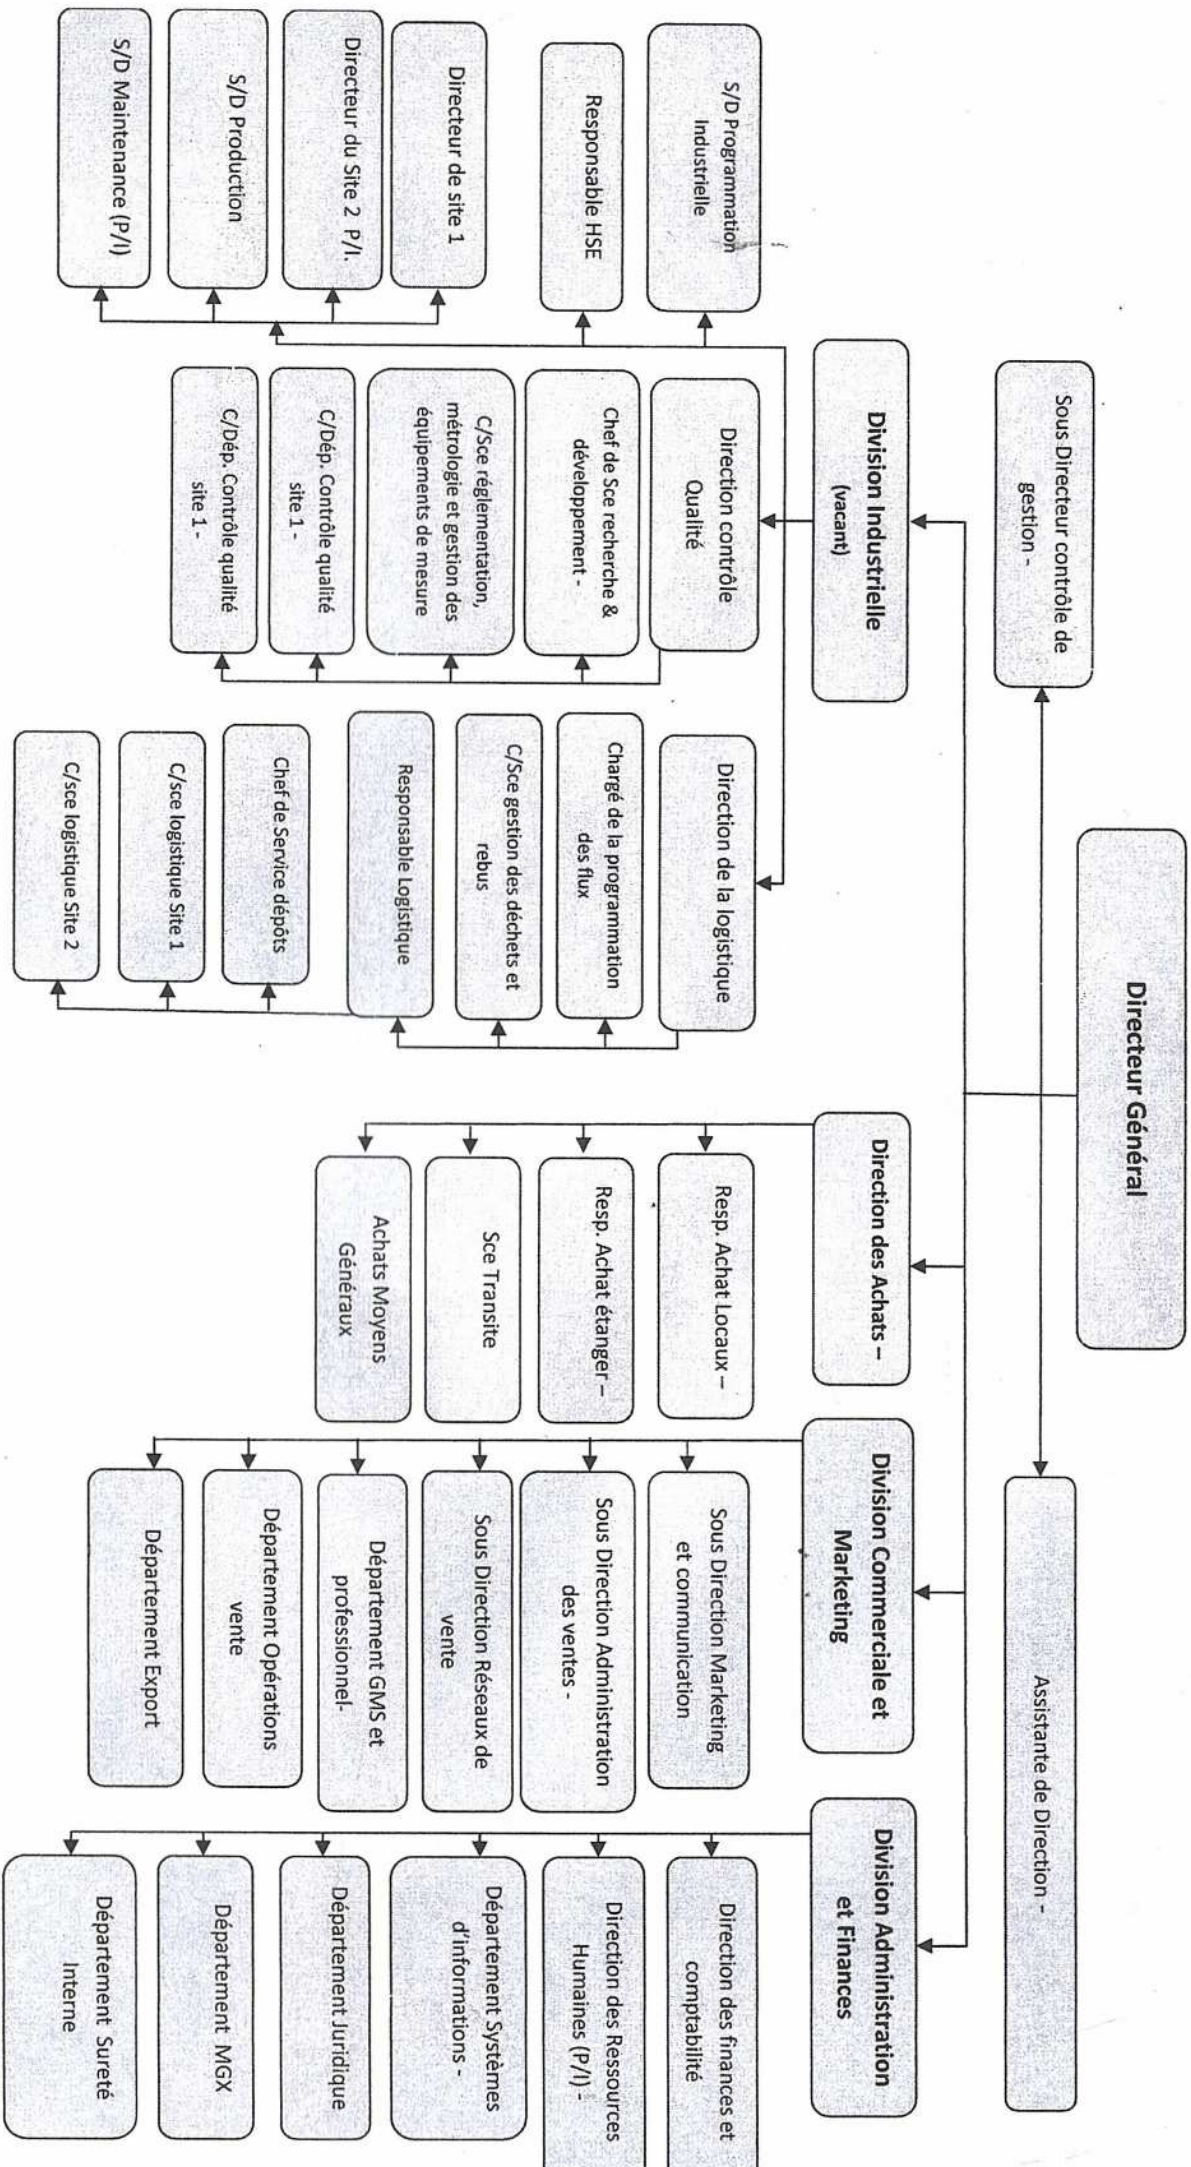 Directeur Général
Sous Directeur contrôle de
gestion -
Assistante de Direction -
Division Industrielle
(vacant)
Direction des Achats –
Division Commerciale et
Marketing
Division Administration
et Finances
S/D Programmation
Industrielle
Responsable HSE
Directeur de site 1
Directeur du Site 2 P/I.
S/D Production
S/D Maintenance (P/I)
Direction contrôle
Qualité
Chef de Sce recherche &
développement -
C/Sce réglémentation,
métrologie et gestion des
équipements de mesure
C/Dép. Contrôle qualité
site 1 -
C/Dép. Contrôle qualité
site 1 -
Direction de la logistique
Chargé de la programmation
des flux
C/Sce gestion des déchets et
rebus
Responsable Logistique
Chef de Service dépôts
C/sce logistique Site 1
C/sce logistique Site 2
Resp. Achat Locaux –
Resp. Achat étanger –
Sce Transite
Achats Moyens
Généraux
Sous Direction Marketing
et communication
Sous Direction Administration
des ventes -
Sous Direction Réseaux de
vente
Département GMS et
professionnel-
Département Opérations
vente
Département Export
Direction des finances et
comptabilité
Direction des Ressources
Humaines (P/I) -
Département Systèmes
d'informations -
Département Juridique
Département MGX
Département Sureté
Interne